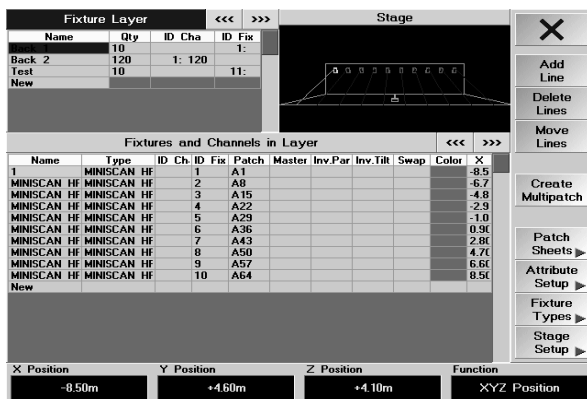 Fixture Layer <<< >>>
Name Qty ID Cha ID Fix
Back 1 10 1:
Back 2 120 1: 120
Test 10 11:
New
Stage
Fixtures and Channels in Layer <<< >>>
Name Type ID Ch. ID Fix Patch Master Inv.Pan Inv.Tilt Swap Color X
1 MINISCAN HF 1 A1 -8.5
MINISCAN HF MINISCAN HF 2 A8 -6.7
MINISCAN HF MINISCAN HF 3 A15 -4.8
MINISCAN HF MINISCAN HF 4 A22 -2.9
MINISCAN HF MINISCAN HF 5 A29 -1.0
MINISCAN HF MINISCAN HF 6 A36 0.90
MINISCAN HF MINISCAN HF 7 A43 2.80
MINISCAN HF MINISCAN HF 8 A50 4.70
MINISCAN HF MINISCAN HF 9 A57 6.60
MINISCAN HF MINISCAN HF 10 A64 8.50
New
Add
Line
Delete
Lines
Move
Lines
Create
Multipatch
Patch
Sheets
Attribute
Setup
Fixture
Types
Stage
Setup
X Position Y Position Z Position Function
-8.50m +4.60m +4.10m XYZ Position